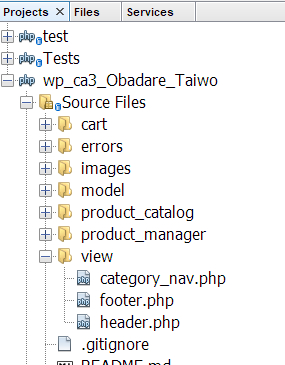 Projects × Files Services
php test
php Tests
php wp_ca3_Obadare_Taiwo
Source Files
cart
errors
images
model
product_catalog
product_manager
view
category_nav.php
footer.php
header.php
.gitignore
README.md